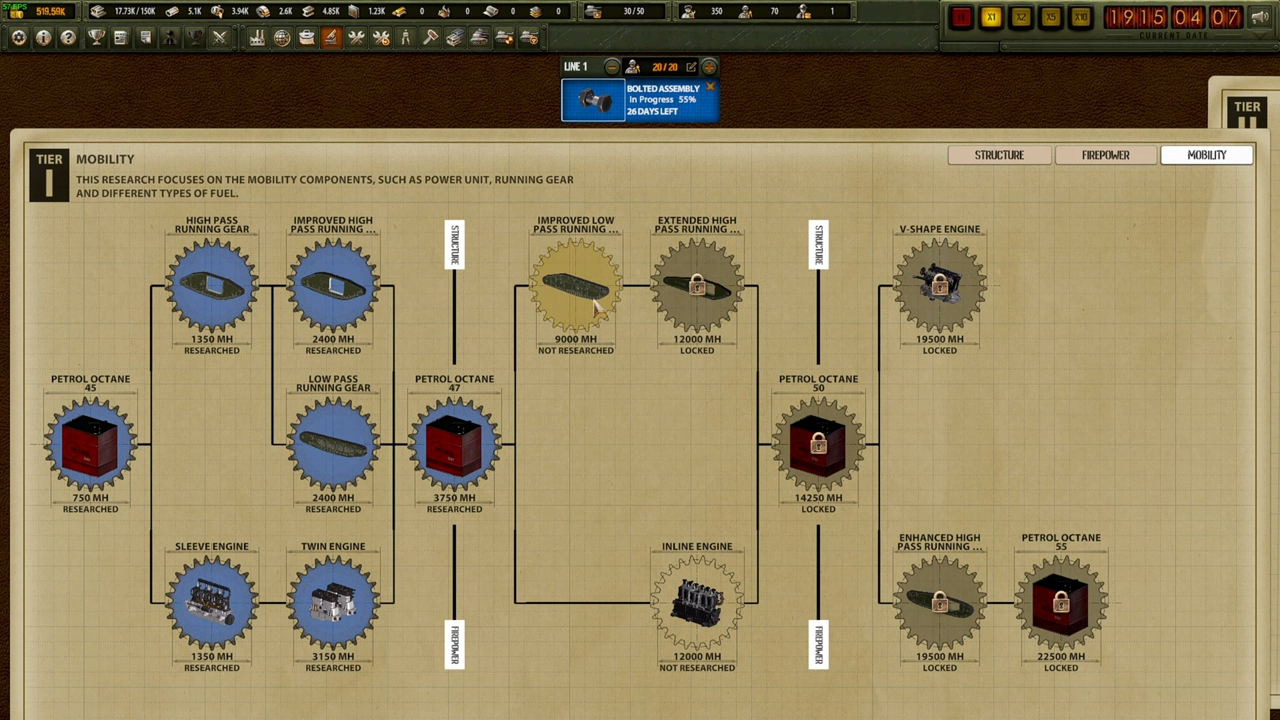 57 FPS
519.59K
17.73K / 150K
5.1K
3.94K
2.6K
4.85K
1.23K
0
0
0
0
30 / 50
350
70
1
X1
X2
X5
X10
1915 04 07
CURRENT DATE
LINE 1
20 / 20
BOLTED ASSEMBLY
In Progress 55%
26 DAYS LEFT
TIER
II
TIER
I
MOBILITY
THIS RESEARCH FOCUSES ON THE MOBILITY COMPONENTS, SUCH AS POWER UNIT, RUNNING GEAR
AND DIFFERENT TYPES OF FUEL.
STRUCTURE
FIREPOWER
MOBILITY
HIGH PASS
RUNNING GEAR
1350 MH
RESEARCHED
IMPROVED HIGH
PASS RUNNING ...
2400 MH
RESEARCHED
STRUCTURE
IMPROVED LOW
PASS RUNNING ...
9000 MH
NOT RESEARCHED
EXTENDED HIGH
PASS RUNNING ...
12000 MH
LOCKED
STRUCTURE
V-SHAPE ENGINE
19500 MH
LOCKED
PETROL OCTANE
45
750 MH
RESEARCHED
LOW PASS
RUNNING GEAR
2400 MH
RESEARCHED
PETROL OCTANE
47
3750 MH
RESEARCHED
PETROL OCTANE
50
14250 MH
LOCKED
SLEEVE ENGINE
1350 MH
RESEARCHED
TWIN ENGINE
3150 MH
RESEARCHED
FIREPOWER
INLINE ENGINE
12000 MH
NOT RESEARCHED
FIREPOWER
ENHANCED HIGH
PASS RUNNING ...
19500 MH
LOCKED
PETROL OCTANE
55
22500 MH
LOCKED